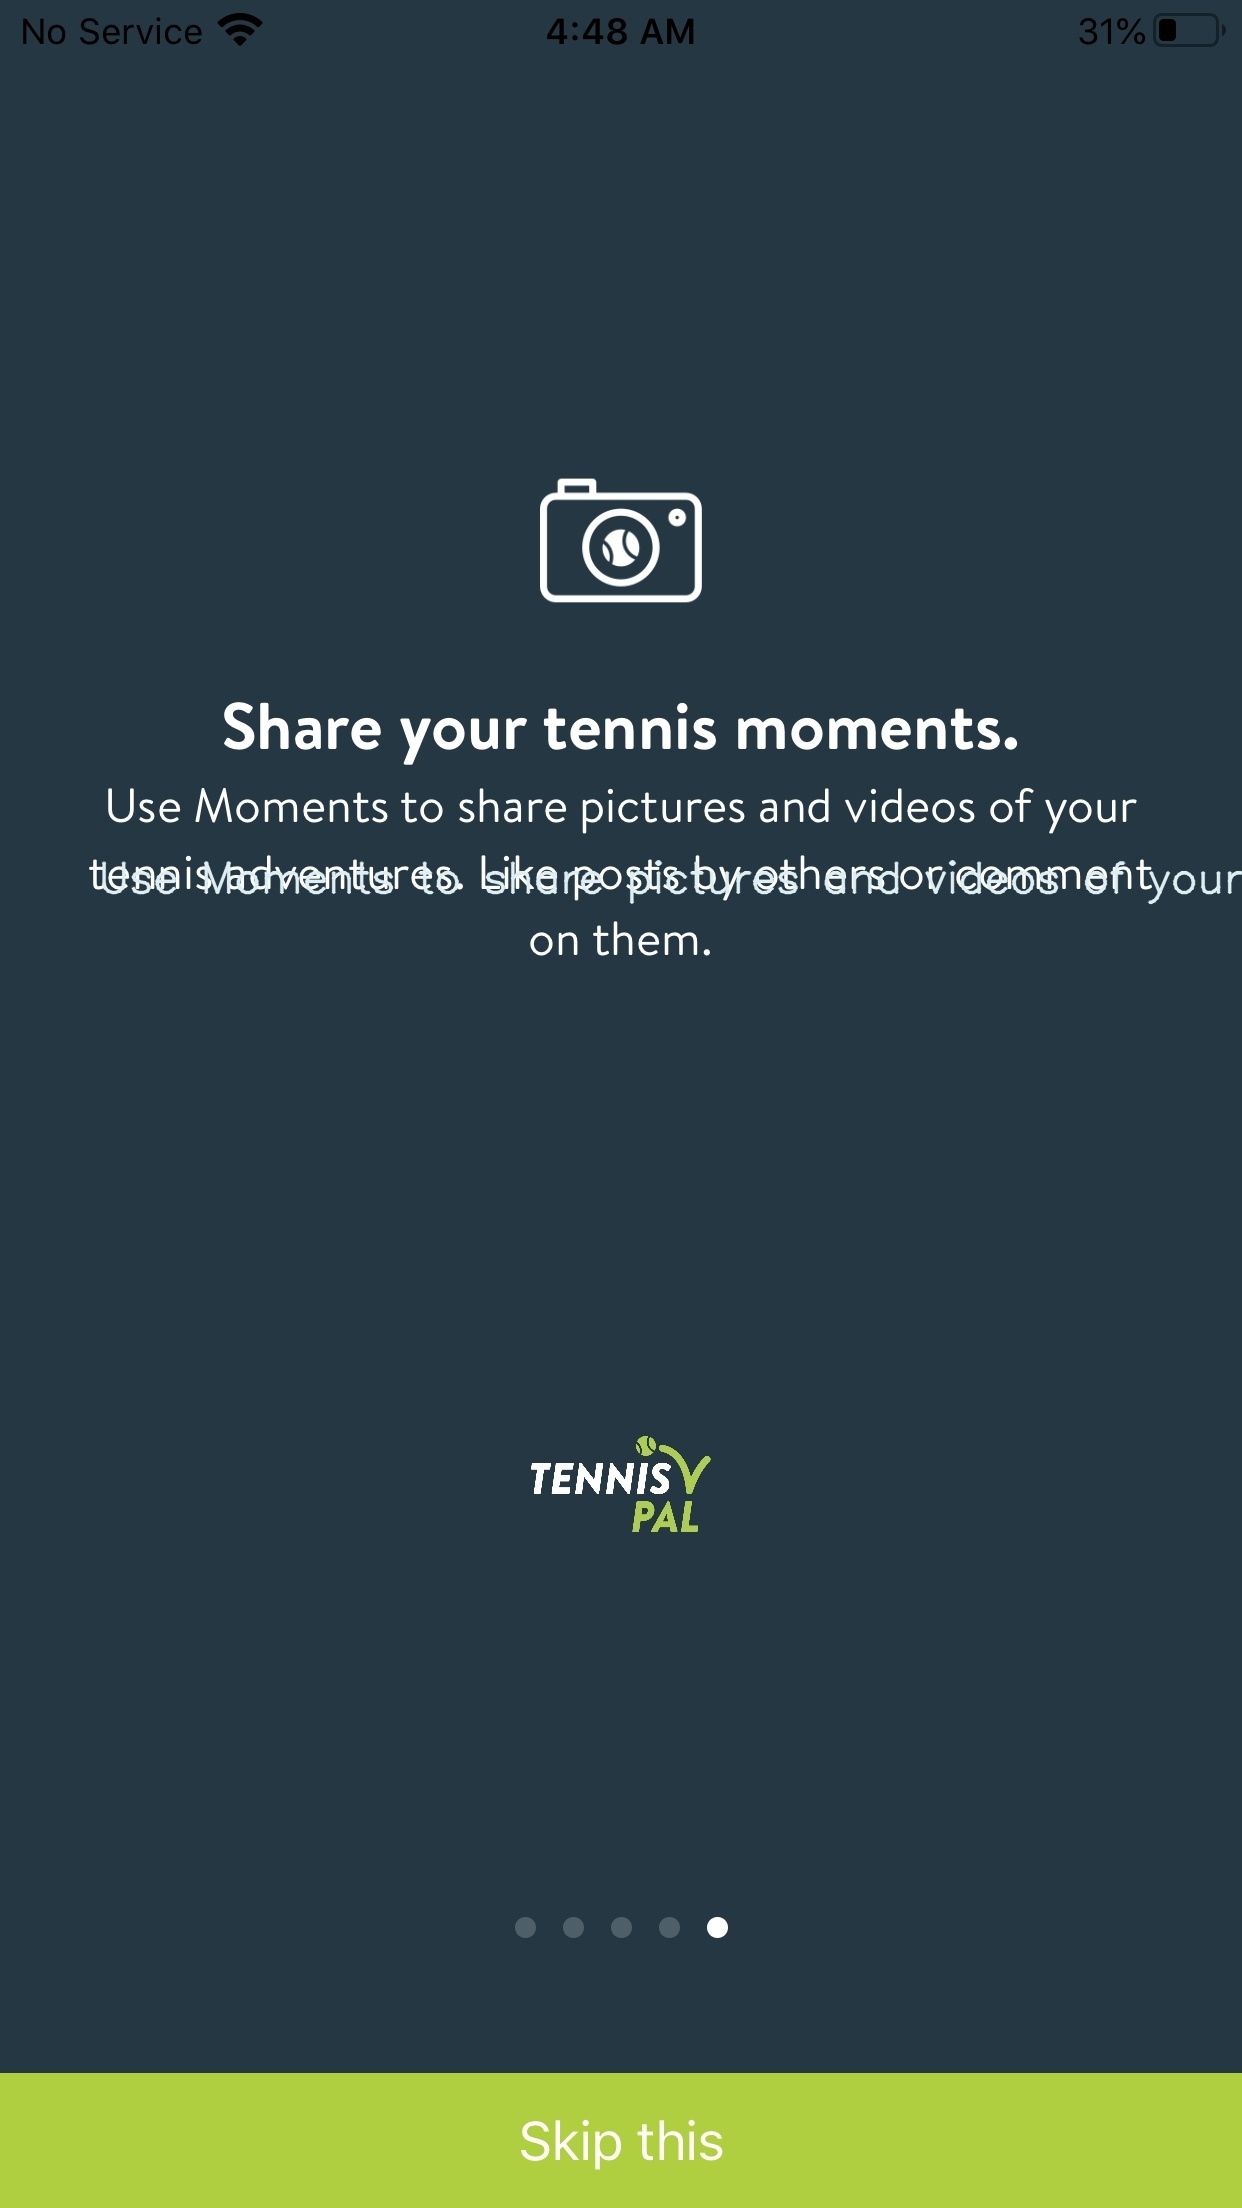 No Service
4:48 AM
31%
Share your tennis moments.
Use Moments to share pictures and videos of your
tennis adventures. Like posts by others or comment
Use Moments to share pictures and videos of your
on them.
TENNIS
PAL
Skip this